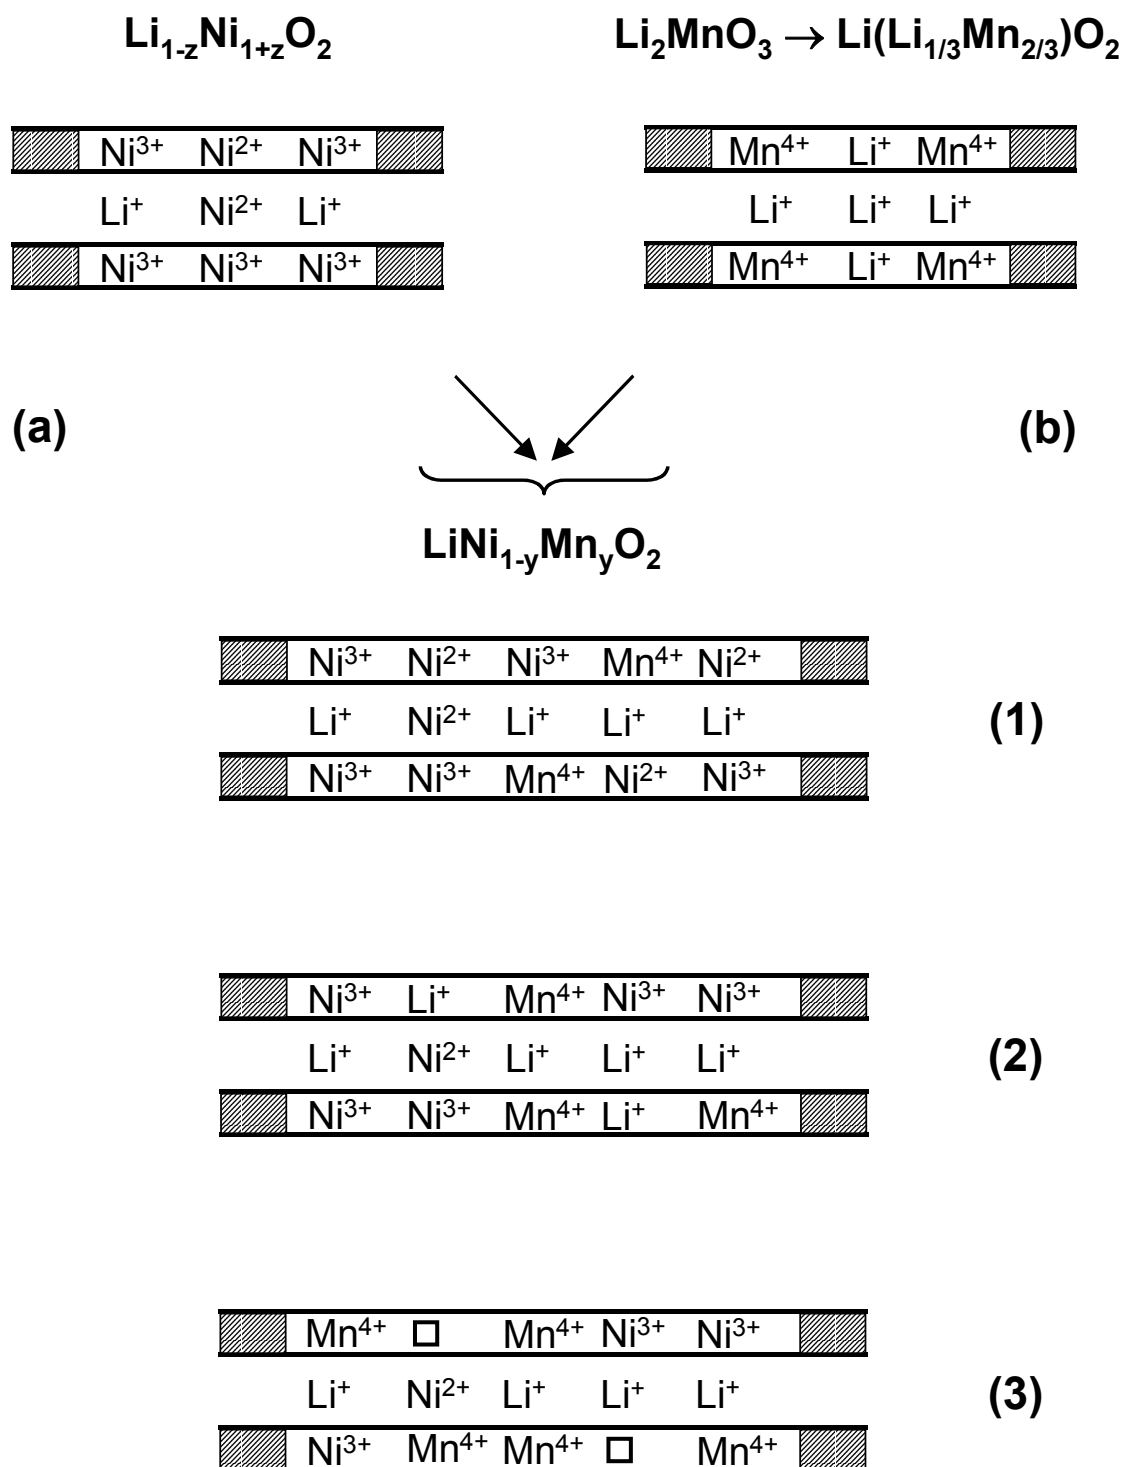 Li₁₋zNi₁₊zO₂ Li₂MnO₃ → Li(Li₁/₃Mn₂/₃)O₂
Ni³⁺ Ni²⁺ Ni³⁺ Mn⁴⁺ Li⁺ Mn⁴⁺
Li⁺ Ni²⁺ Li⁺ Li⁺ Li⁺ Li⁺
Ni³⁺ Ni³⁺ Ni³⁺ Mn⁴⁺ Li⁺ Mn⁴⁺
(a) (b)
LiNi₁₋yMnyO₂
Ni³⁺ Ni²⁺ Ni³⁺ Mn⁴⁺ Ni²⁺
Li⁺ Ni²⁺ Li⁺ Li⁺ Li⁺ (1)
Ni³⁺ Ni³⁺ Mn⁴⁺ Ni²⁺ Ni³⁺
Ni³⁺ Li⁺ Mn⁴⁺ Ni³⁺ Ni³⁺
Li⁺ Ni²⁺ Li⁺ Li⁺ Li⁺ (2)
Ni³⁺ Ni³⁺ Mn⁴⁺ Li⁺ Mn⁴⁺
Mn⁴⁺ □ Mn⁴⁺ Ni³⁺ Ni³⁺
Li⁺ Ni²⁺ Li⁺ Li⁺ Li⁺ (3)
Ni³⁺ Mn⁴⁺ Mn⁴⁺ □ Mn⁴⁺